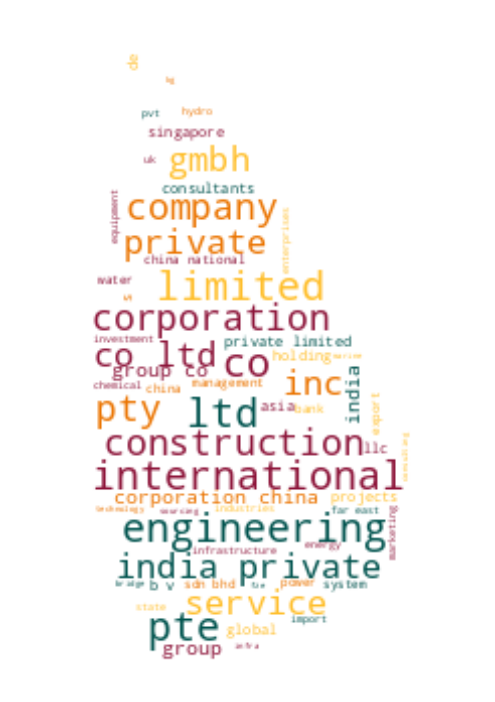 de
kg
pvt hydro
singapore
uk gmbh
consultants
equipment company
enterprises
private
china national
water limited
corporation
investment private limited
co ltd co holding
group co
chemical china management inc india
pty ltd asia bank export
construction llc
international consulting
corporation china projects
technology sourcing industries far east
engineering marketing
infrastructure energy
india private
bridge b v sdn bhd power system
state service import
pte global
group infra